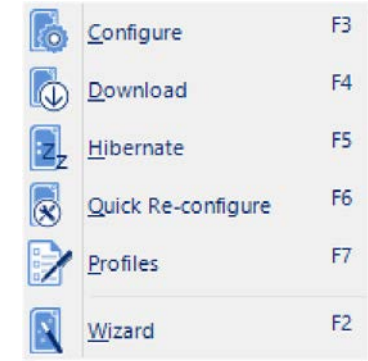 Configure F3
Download F4
Hibernate F5
Quick Re-configure F6
Profiles F7
Wizard F2